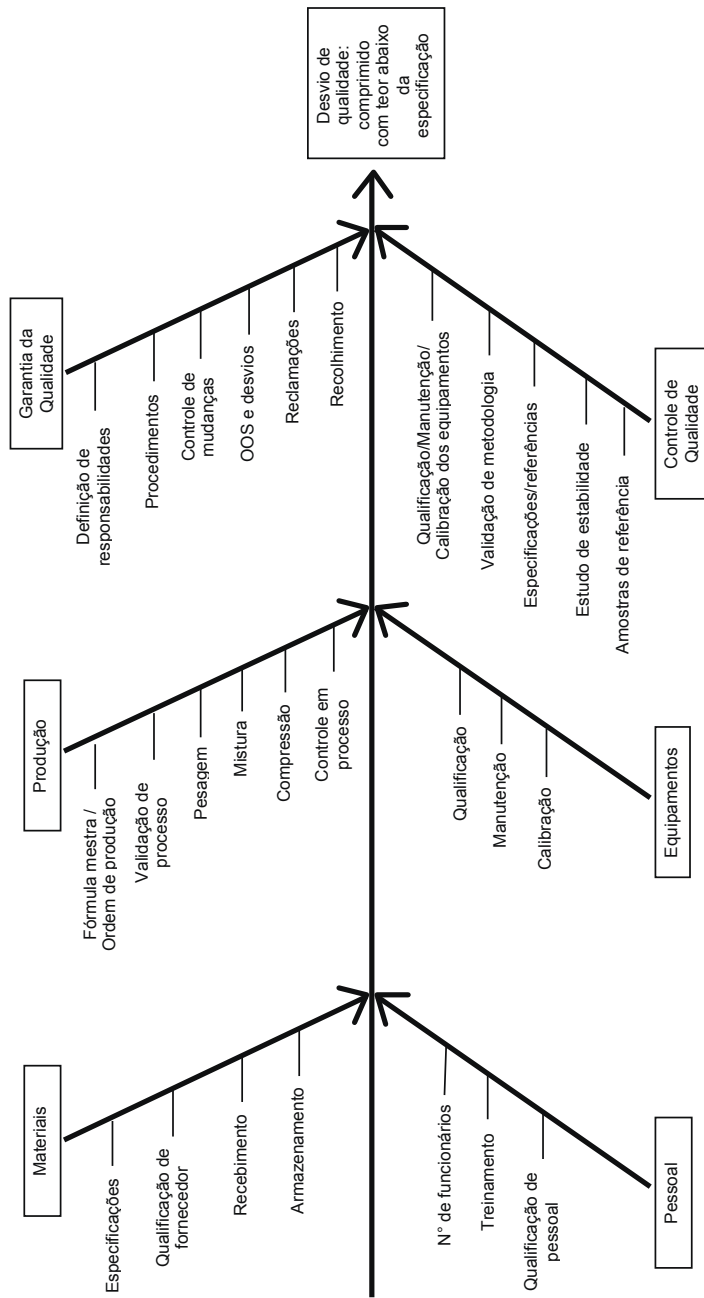 Materiais
Especificações
Qualificação de
fornecedor
Recebimento
Armazenamento
Produção
Fórmula mestra /
Ordem de produção
Validação de
processo
Pesagem
Mistura
Compressão
Controle em
processo
Garantia da
Qualidade
Definição de
responsabilidades
Procedimentos
Controle de
mudanças
OOS e desvios
Reclamações
Recolhimento
Desvio de
qualidade:
comprimido
com teor abaixo
da
especificação
N° de funcionários
Treinamento
Qualificação de
pessoal
Pessoal
Qualificação
Manutenção
Calibração
Equipamentos
Qualificação/Manutenção/
Calibração dos equipamentos
Validação de metodologia
Especificações/referências
Estudo de estabilidade
Amostras de referência
Controle de
Qualidade